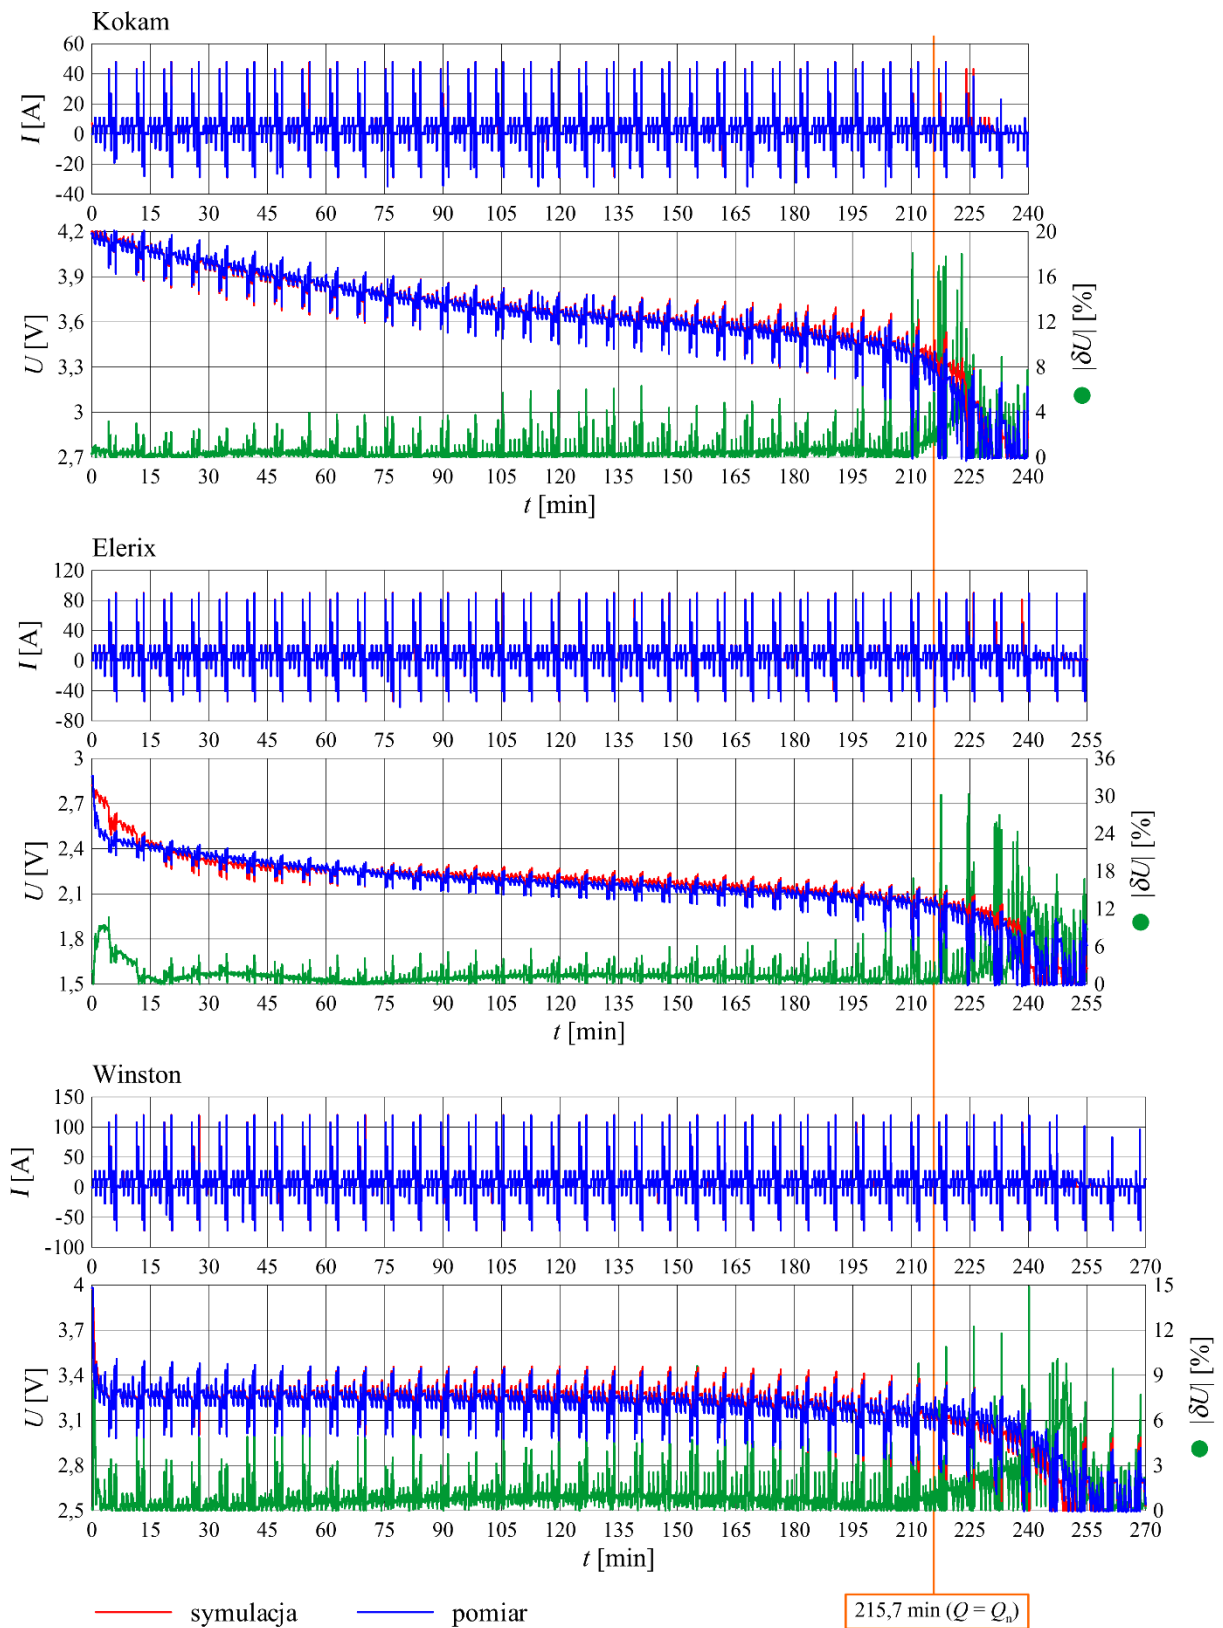 Kokam
I [A]
60
40
20
0
-20
-40
0 15 30 45 60 75 90 105 120 135 150 165 180 195 210 225 240
U [V]
4,2
3,9
3,6
3,3
3
2,7
20
16
12
8
4
0
|δU| [%]
0 15 30 45 60 75 90 105 120 135 150 165 180 195 210 225 240
t [min]
Elerix
I [A]
120
80
40
0
-40
-80
0 15 30 45 60 75 90 105 120 135 150 165 180 195 210 225 240 255
U [V]
3
2,7
2,4
2,1
1,8
1,5
36
30
24
18
12
6
0
|δU| [%]
0 15 30 45 60 75 90 105 120 135 150 165 180 195 210 225 240 255
t [min]
Winston
I [A]
150
100
50
0
-50
-100
0 15 30 45 60 75 90 105 120 135 150 165 180 195 210 225 240 255 270
U [V]
4
3,7
3,4
3,1
2,8
2,5
15
12
9
6
3
0
|δU| [%]
0 15 30 45 60 75 90 105 120 135 150 165 180 195 210 225 240 255 270
t [min]
symulacja pomiar
215,7 min (Q = Qn)